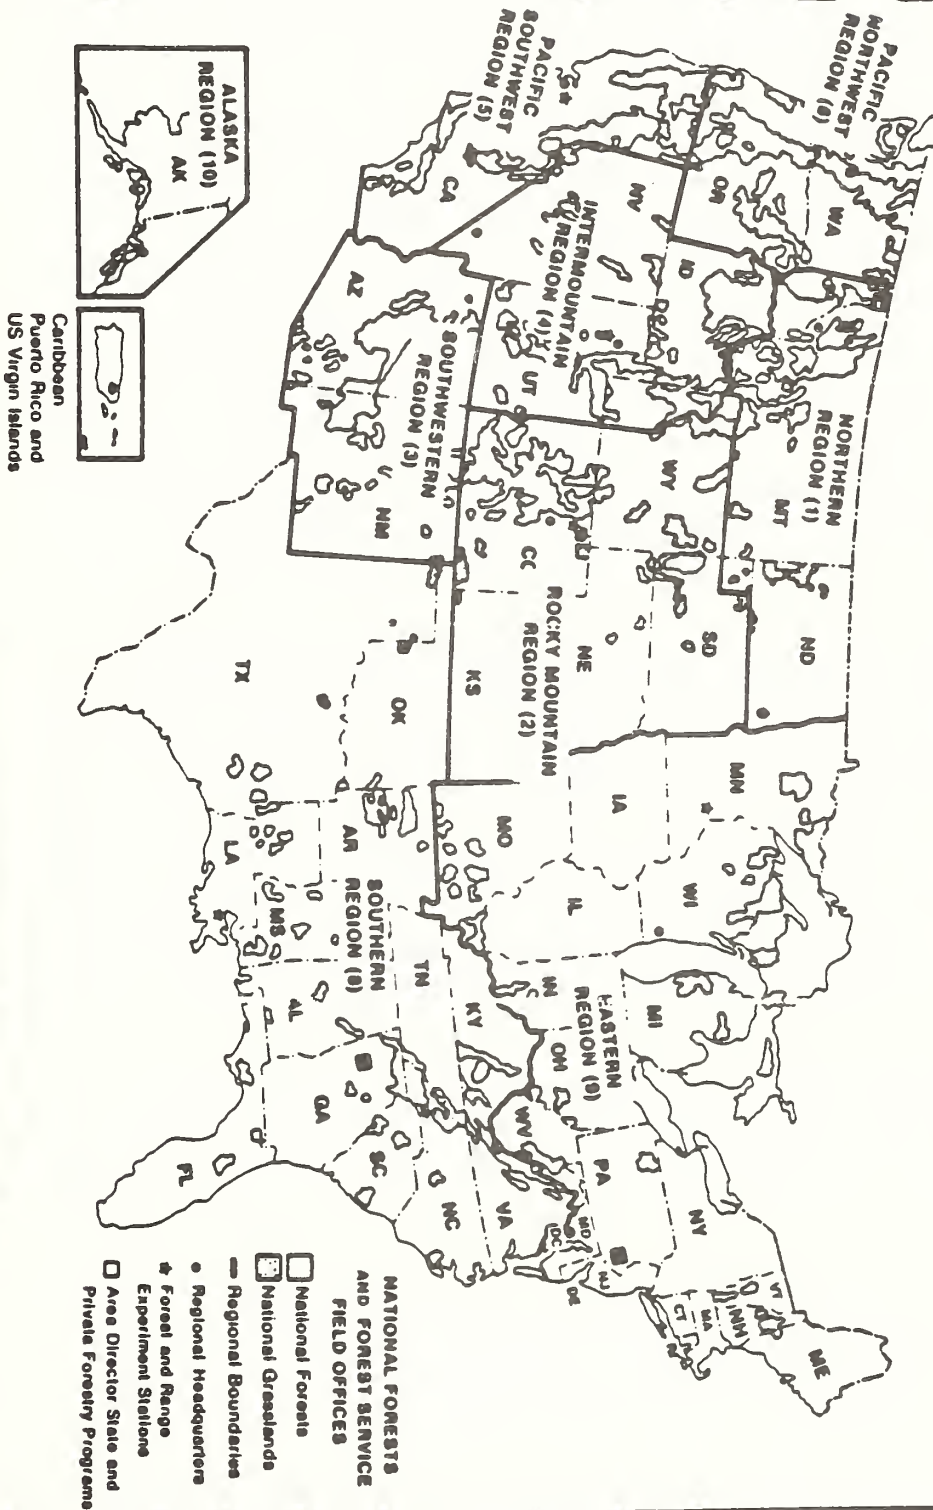 PACIFIC
NORTHWEST
REGION (6)
WA
OR
ID
NORTHERN
REGION (1)
MT
ND
SD
WY
PACIFIC
SOUTHWEST
REGION (5)
CA
NV
INTERMOUNTAIN
REGION (4)
UT
ROCKY MOUNTAIN
REGION (2)
CC
NE
KS
SOUTHWESTERN
REGION (3)
AZ
NM
TX
OK
MN
IA
MO
WI
IL
MI
IN
OH
EASTERN
REGION (9)
KY
WV
PA
NY
VT
NH
MA
CT
ME
NJ
MD
DE
DC
VA
NC
SC
TN
SOUTHERN
REGION (8)
AR
LA
MS
AL
GA
FL
ALASKA
REGION (10)
AK
Caribbean
Puerto Rico and
US Virgin Islands
NATIONAL FORESTS
AND FOREST SERVICE
FIELD OFFICES
National Forests
National Grasslands
Regional Boundaries
Regional Headquarters
Forest and Range
Experiment Stations
Area Director State and
Private Forestry Programs